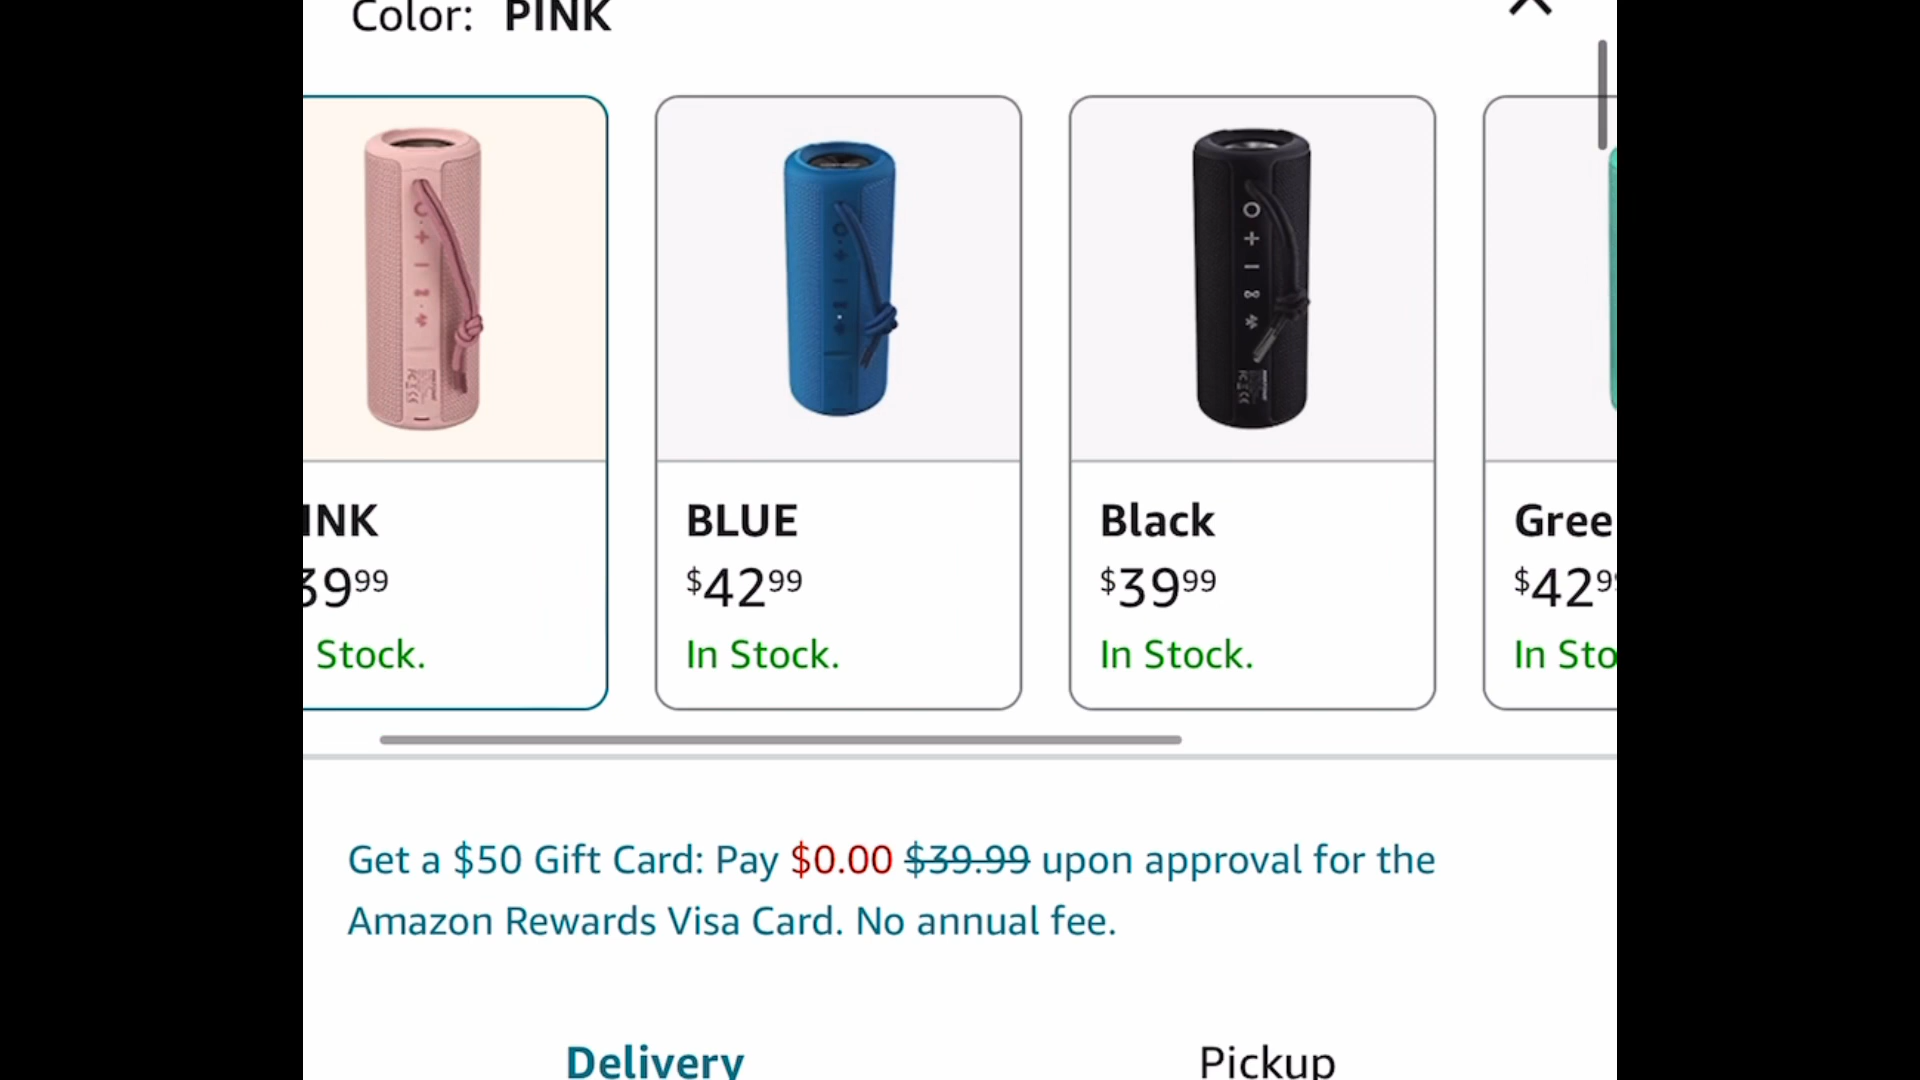 Color: PINK
INK BLUE Black Gree
39.99 $42.99 $39.99 $42.9
Stock. In Stock. In Stock. In Sto
Get a $50 Gift Card: Pay $0.00 $39.99 upon approval for the
Amazon Rewards Visa Card. No annual fee.
Delivery Pickup